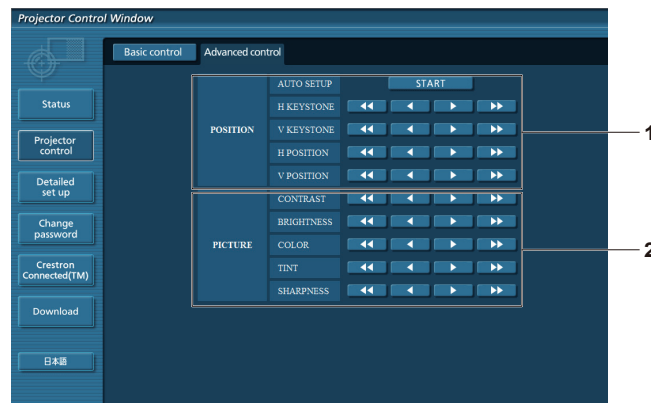 Projector Control Window
Basic control
Advanced control
Status
Projector
control
Detailed
set up
Change
password
Crestron
Connected(TM)
Download
日本語
POSITION
AUTO SETUP
START
H KEYSTONE
V KEYSTONE
H POSITION
V POSITION
PICTURE
CONTRAST
BRIGHTNESS
COLOR
TINT
SHARPNESS
1
2